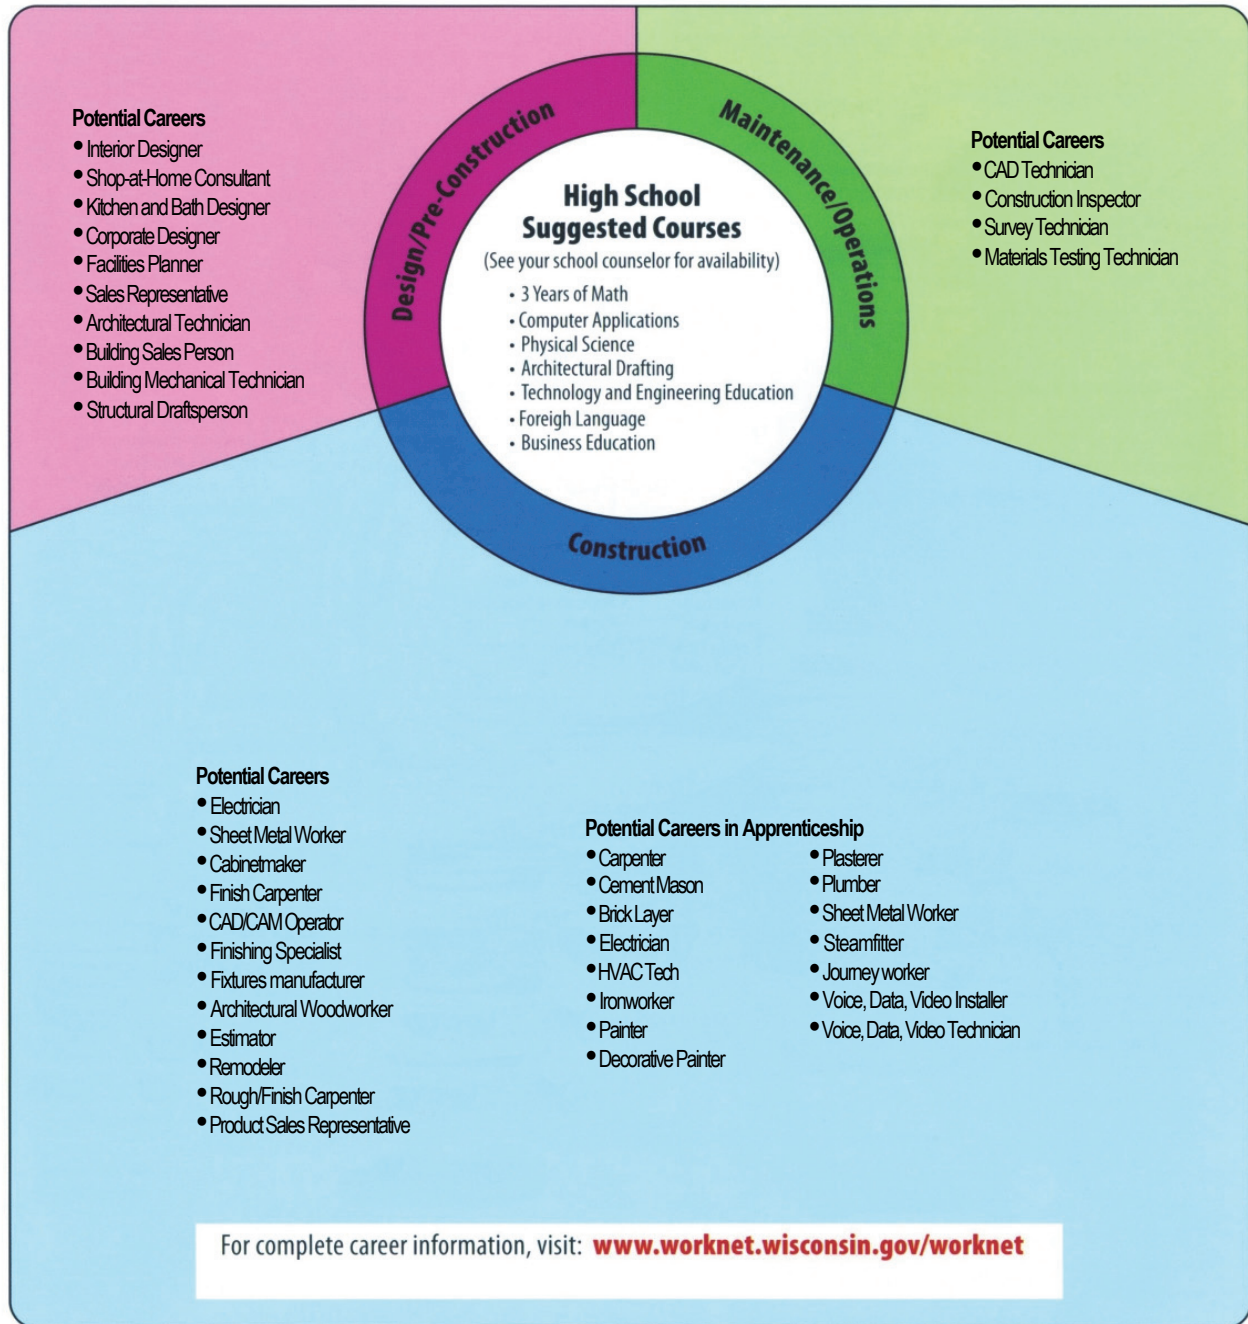 Design/Pre-Construction
Maintenance/Operations
Construction
High School
Suggested Courses
(See your school counselor for availability)
• 3 Years of Math
• Computer Applications
• Physical Science
• Architectural Drafting
• Technology and Engineering Education
• Foreigh Language
• Business Education
Potential Careers
• Interior Designer
• Shop-at-Home Consultant
• Kitchen and Bath Designer
• Corporate Designer
• Facilities Planner
• Sales Representative
• Architectural Technician
• Building Sales Person
• Building Mechanical Technician
• Structural Draftsperson
Potential Careers
• CAD Technician
• Construction Inspector
• Survey Technician
• Materials Testing Technician
Potential Careers
• Electrician
• Sheet Metal Worker
• Cabinetmaker
• Finish Carpenter
• CAD/CAM Operator
• Finishing Specialist
• Fixtures manufacturer
• Architectural Woodworker
• Estimator
• Remodeler
• Rough/Finish Carpenter
• Product Sales Representative
Potential Careers in Apprenticeship
• Carpenter
• Cement Mason
• Brick Layer
• Electrician
• HVAC Tech
• Ironworker
• Painter
• Decorative Painter
• Plasterer
• Plumber
• Sheet Metal Worker
• Steamfitter
• Journey worker
• Voice, Data, Video Installer
• Voice, Data, Video Technician
For complete career information, visit: www.worknet.wisconsin.gov/worknet